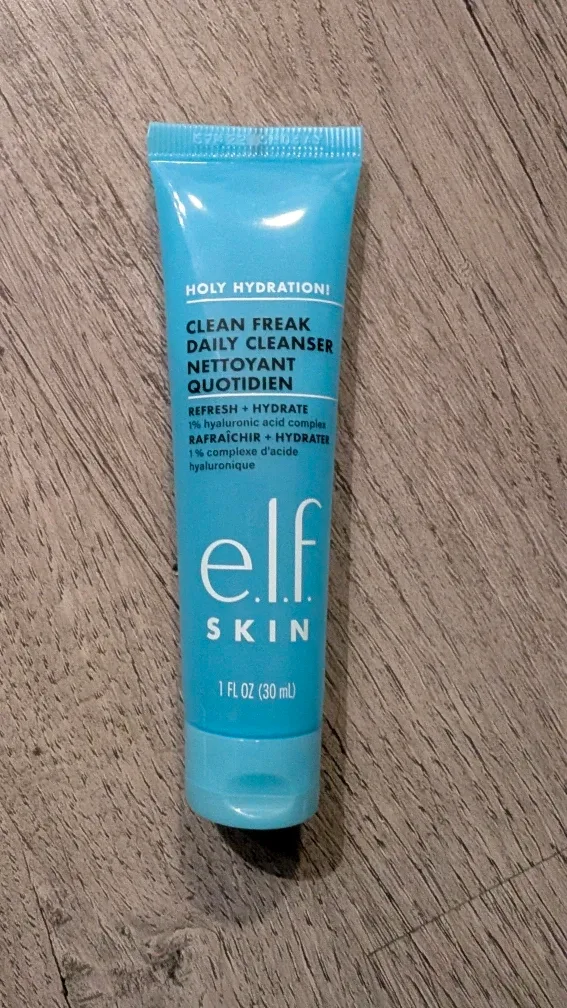 HOLY HYDRATION!
CLEAN FREAK
DAILY CLEANSER
NETTOYANT
QUOTIDIEN
REFRESH + HYDRATE
1% hyaluronic acid complex
RAFRAÎCHIR + HYDRATER
1 % complexe d'acide
hyaluronique
e.l.f.
SKIN
1 FL OZ (30 mL)